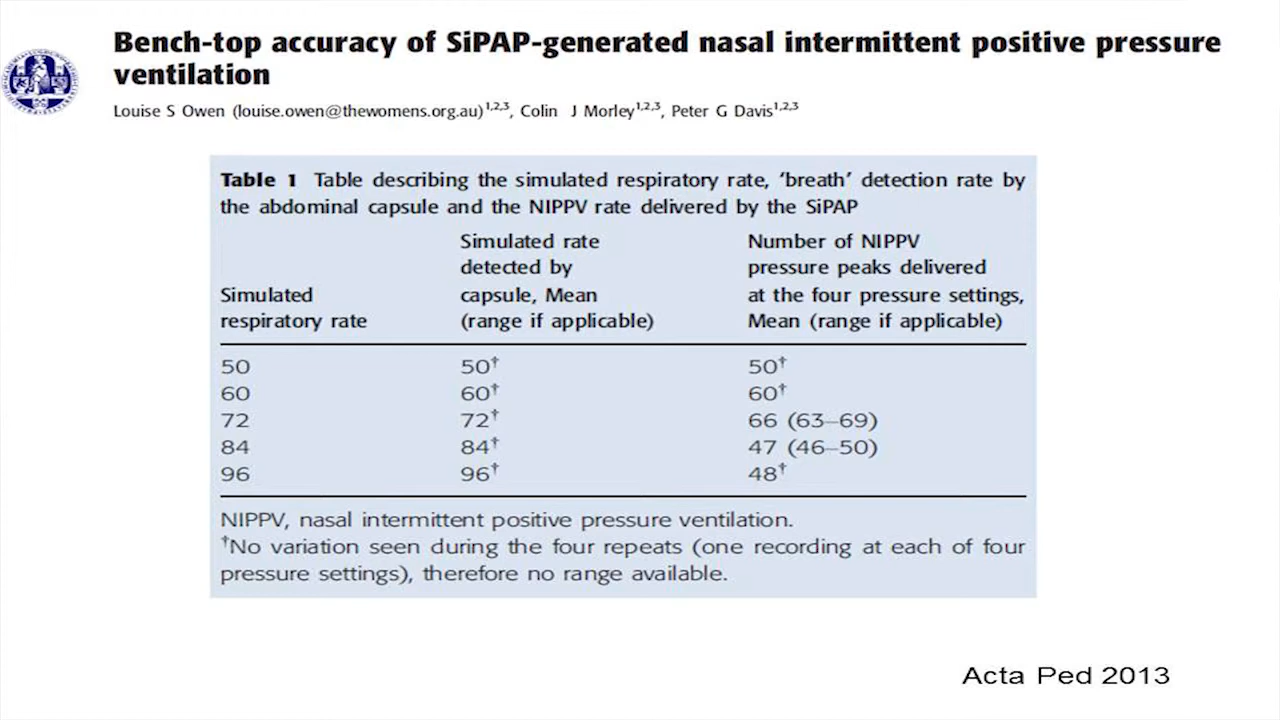 Bench-top accuracy of SiPAP-generated nasal intermittent positive pressure
ventilation
Louise S Owen (louise.owen@thewomens.org.au)1,2,3, Colin J Morley1,2,3, Peter G Davis1,2,3
Table 1 Table describing the simulated respiratory rate, ‘breath’ detection rate by
the abdominal capsule and the NIPPV rate delivered by the SiPAP
Simulated
respiratory rate
Simulated rate
detected by
capsule, Mean
(range if applicable)
Number of NIPPV
pressure peaks delivered
at the four pressure settings,
Mean (range if applicable)
50 50† 50†
60 60† 60†
72 72† 66 (63–69)
84 84† 47 (46–50)
96 96† 48†
NIPPV, nasal intermittent positive pressure ventilation.
†No variation seen during the four repeats (one recording at each of four
pressure settings), therefore no range available.
Acta Ped 2013